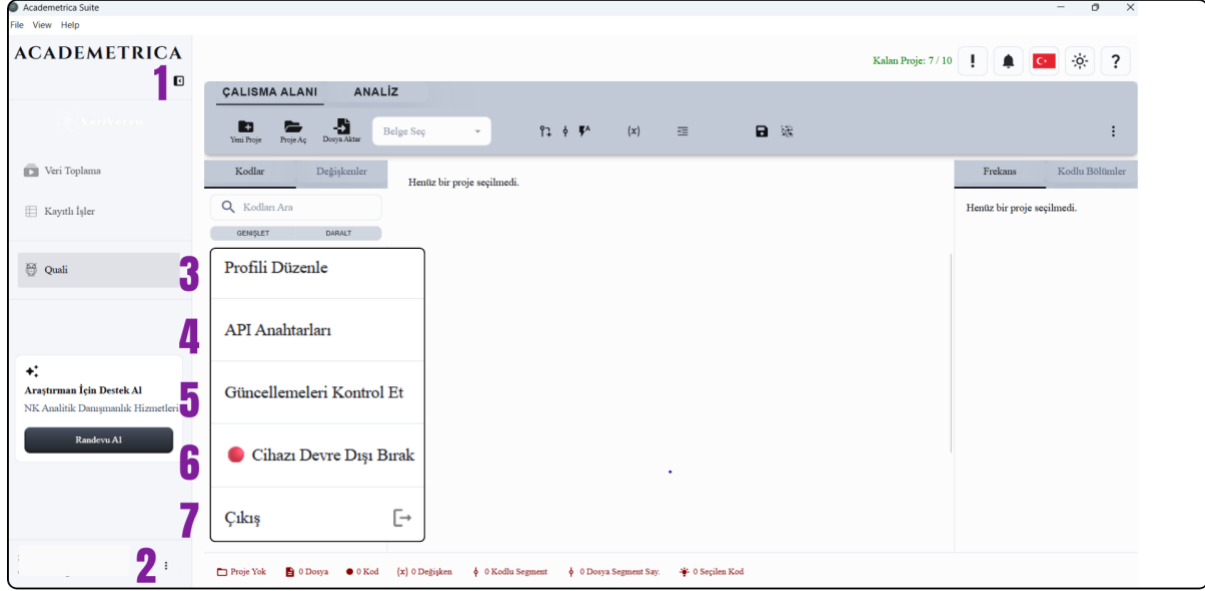 Academetrica Suite
File View Help
ACADEMETRICA
1
Kalan Proje: 7 / 10 ! ?
ÇALISMA ALANI ANALİZ
Yeni Proje Proje Aç Dosya Aktar Belge Seç (x)
Veri Toplama
Kayıtlı İşler
Quali
Kodlar Değişkenler
Henüz bir proje seçilmedi.
Frekans Kodlu Bölümler
Henüz bir proje seçilmedi.
Kodları Ara
GENİŞLET DARALT
3 Profili Düzenle
4 API Anahtarları
5 Güncellemeleri Kontrol Et
6 Cihazı Devre Dışı Bırak
7 Çıkış
Araştırman İçin Destek Al
NK Analitik Danışmanlık Hizmetleri
Randevu Al
2
Proje Yok 0 Dosya 0 Kod (x) 0 Değişken 0 Kodlu Segment 0 Dosya Segment Say. 0 Seçilen Kod